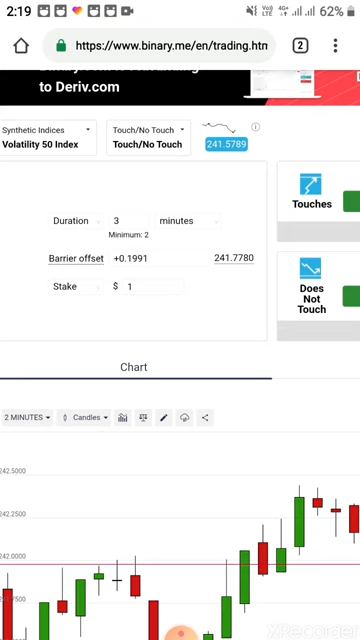 2:19
Vo)
LTE
4G+
62%
https://www.binary.me/en/trading.htm
2
to Deriv.com
Synthetic Indices
Volatility 50 Index
Touch/No Touch
Touch/No Touch
241.5789
Duration
3
minutes
Minimum: 2
Barrier offset
+0.1991
241.7780
Stake
$
1
Touches
Does
Not
Touch
Chart
2 MINUTES
Candles
242.5000
242.2500
242.0000
XRecorder